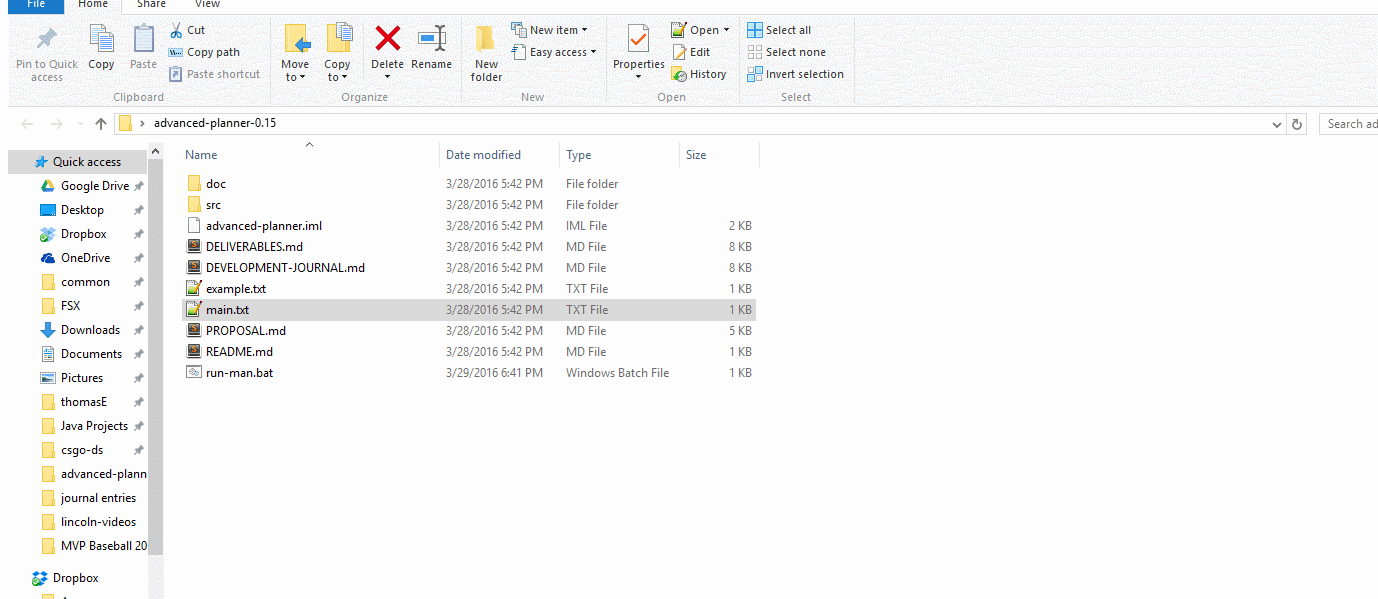 File Home Share View
Pin to Quick access
Copy
Paste
Cut
Copy path
Paste shortcut
Clipboard
Move to
Copy to
Delete
Rename
Organize
New folder
New item
Easy access
New
Properties
Open
Edit
History
Open
Select all
Select none
Invert selection
Select
advanced-planner-0.15
Search ad
Quick access
Google Drive
Desktop
Dropbox
OneDrive
common
FSX
Downloads
Documents
Pictures
thomasE
Java Projects
csgo-ds
advanced-plann
journal entries
lincoln-videos
MVP Baseball 20
Dropbox
Name Date modified Type Size
doc 3/28/2016 5:42 PM File folder
src 3/28/2016 5:42 PM File folder
advanced-planner.iml 3/28/2016 5:42 PM IML File 2 KB
DELIVERABLES.md 3/28/2016 5:42 PM MD File 8 KB
DEVELOPMENT-JOURNAL.md 3/28/2016 5:42 PM MD File 8 KB
example.txt 3/28/2016 5:42 PM TXT File 1 KB
main.txt 3/28/2016 5:42 PM TXT File 1 KB
PROPOSAL.md 3/28/2016 5:42 PM MD File 5 KB
README.md 3/28/2016 5:42 PM MD File 1 KB
run-man.bat 3/29/2016 6:41 PM Windows Batch File 1 KB